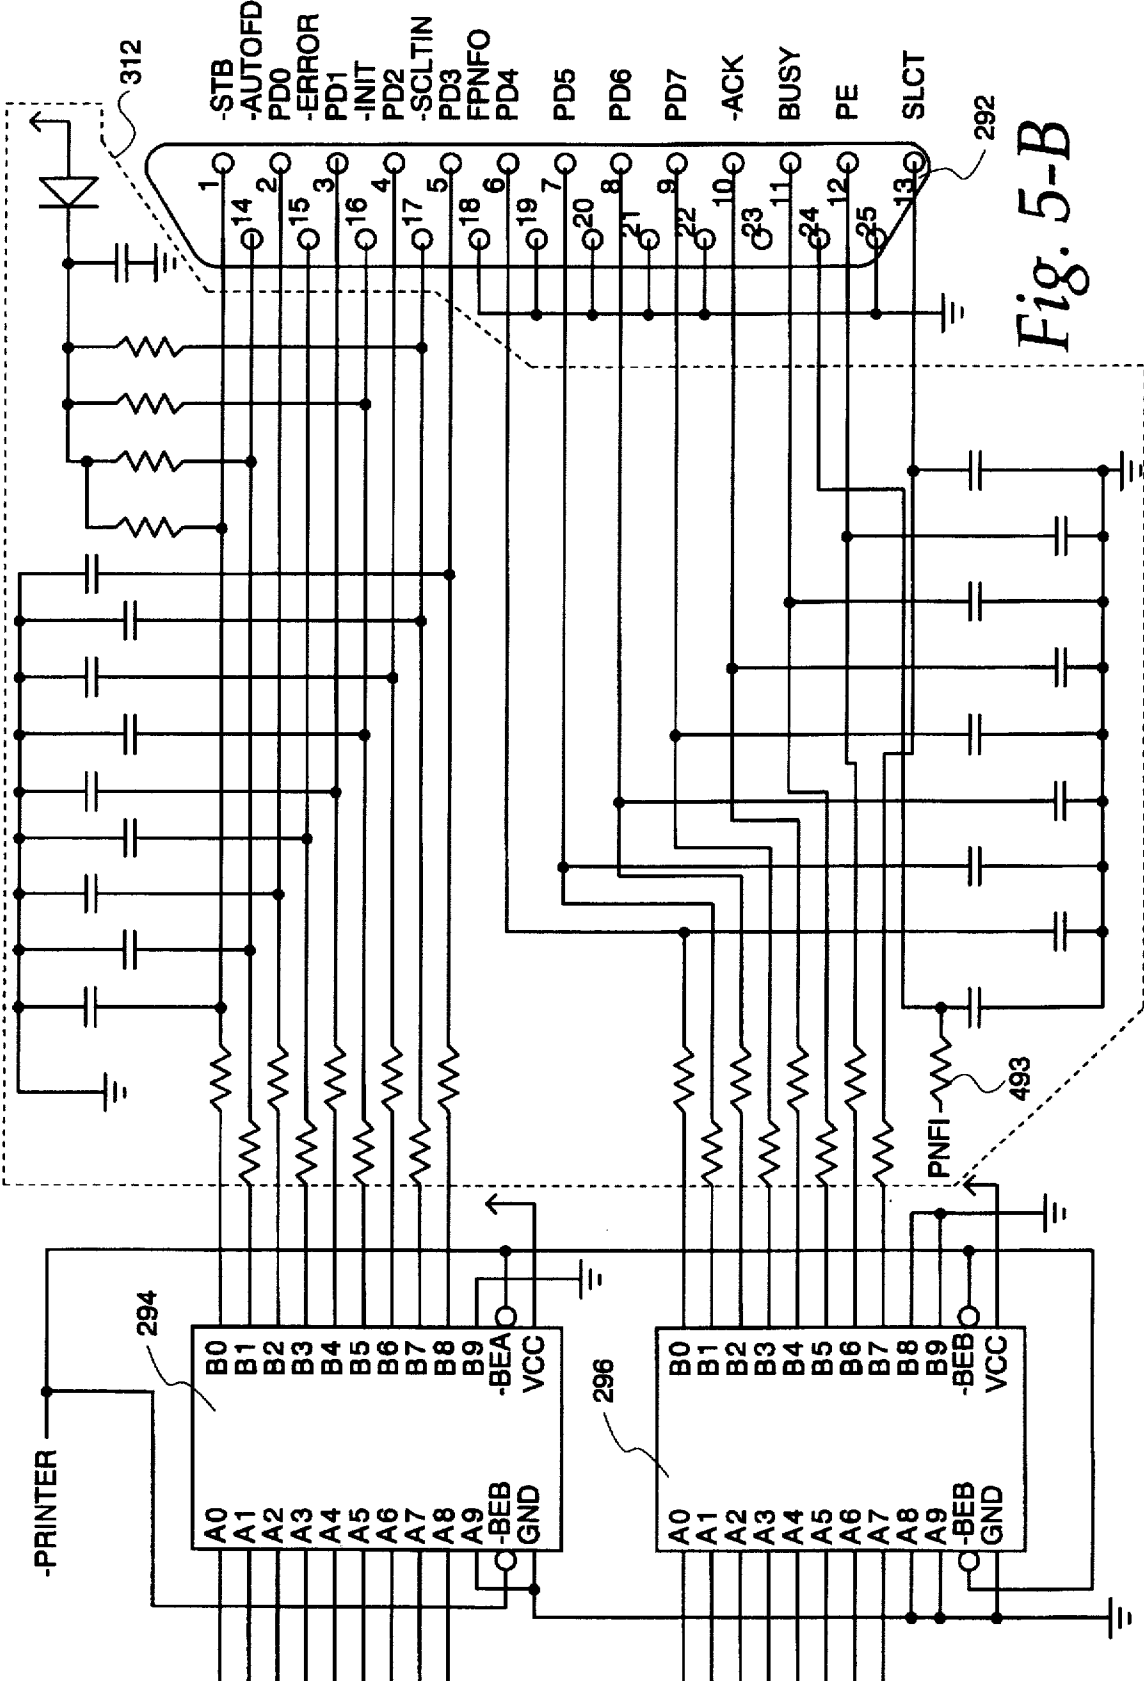 312
-STB
-AUTOFD
PD0
-ERROR
PD1
-INIT
PD2
-SCLTIN
PD3
FPNFO
PD4
PD5
PD6
PD7
-ACK
BUSY
PE
SLCT
1
14
2
15
3
16
4
17
5
18
6
19
7
20
8
21
9
22
10
23
11
24
12
25
13
292
Fig. 5-B
493
PNFI
-PRINTER
294
B0
B1
B2
B3
B4
B5
B6
B7
B8
B9
-BEA
VCC
A0
A1
A2
A3
A4
A5
A6
A7
A8
A9
-BEB
GND
296
B0
B1
B2
B3
B4
B5
B6
B7
B8
B9
-BEB
VCC
A0
A1
A2
A3
A4
A5
A6
A7
A8
A9
-BEB
GND